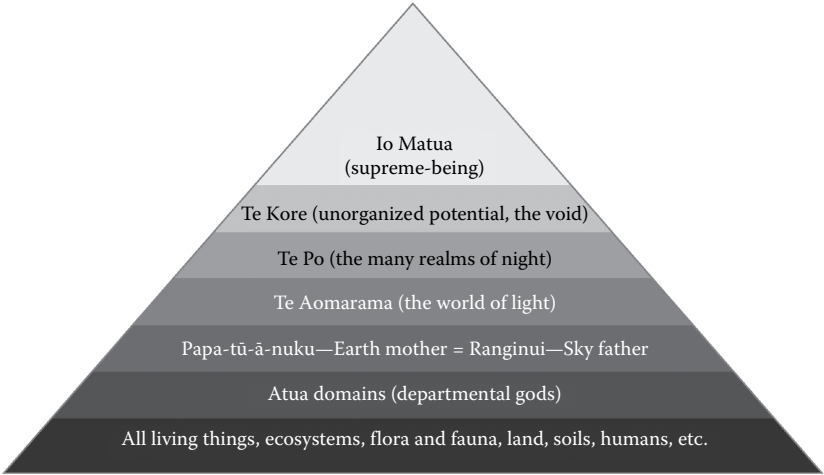 Io Matua
(supreme-being)
Te Kore (unorganized potential, the void)
Te Po (the many realms of night)
Te Aomarama (the world of light)
Papa-tū-ā-nuku—Earth mother = Ranginui—Sky father
Atua domains (departmental gods)
All living things, ecosystems, flora and fauna, land, soils, humans, etc.